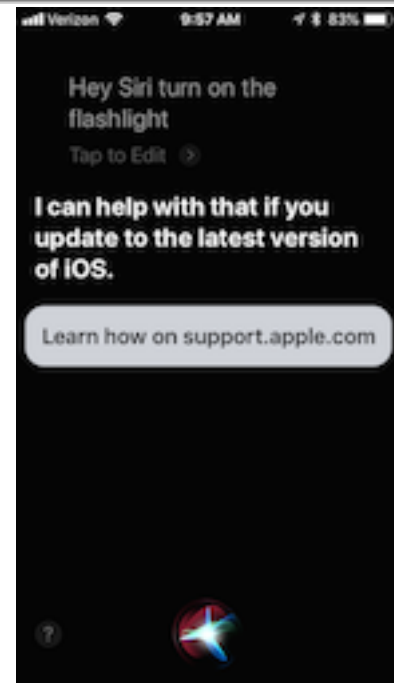 Verizon 9:57 AM 83%
Hey Siri turn on the
flashlight
Tap to Edit
I can help with that if you
update to the latest version
of iOS.
Learn how on support.apple.com
?